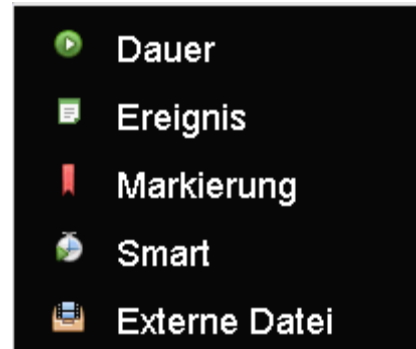 Dauer
Ereignis
Markierung
Smart
Externe Datei